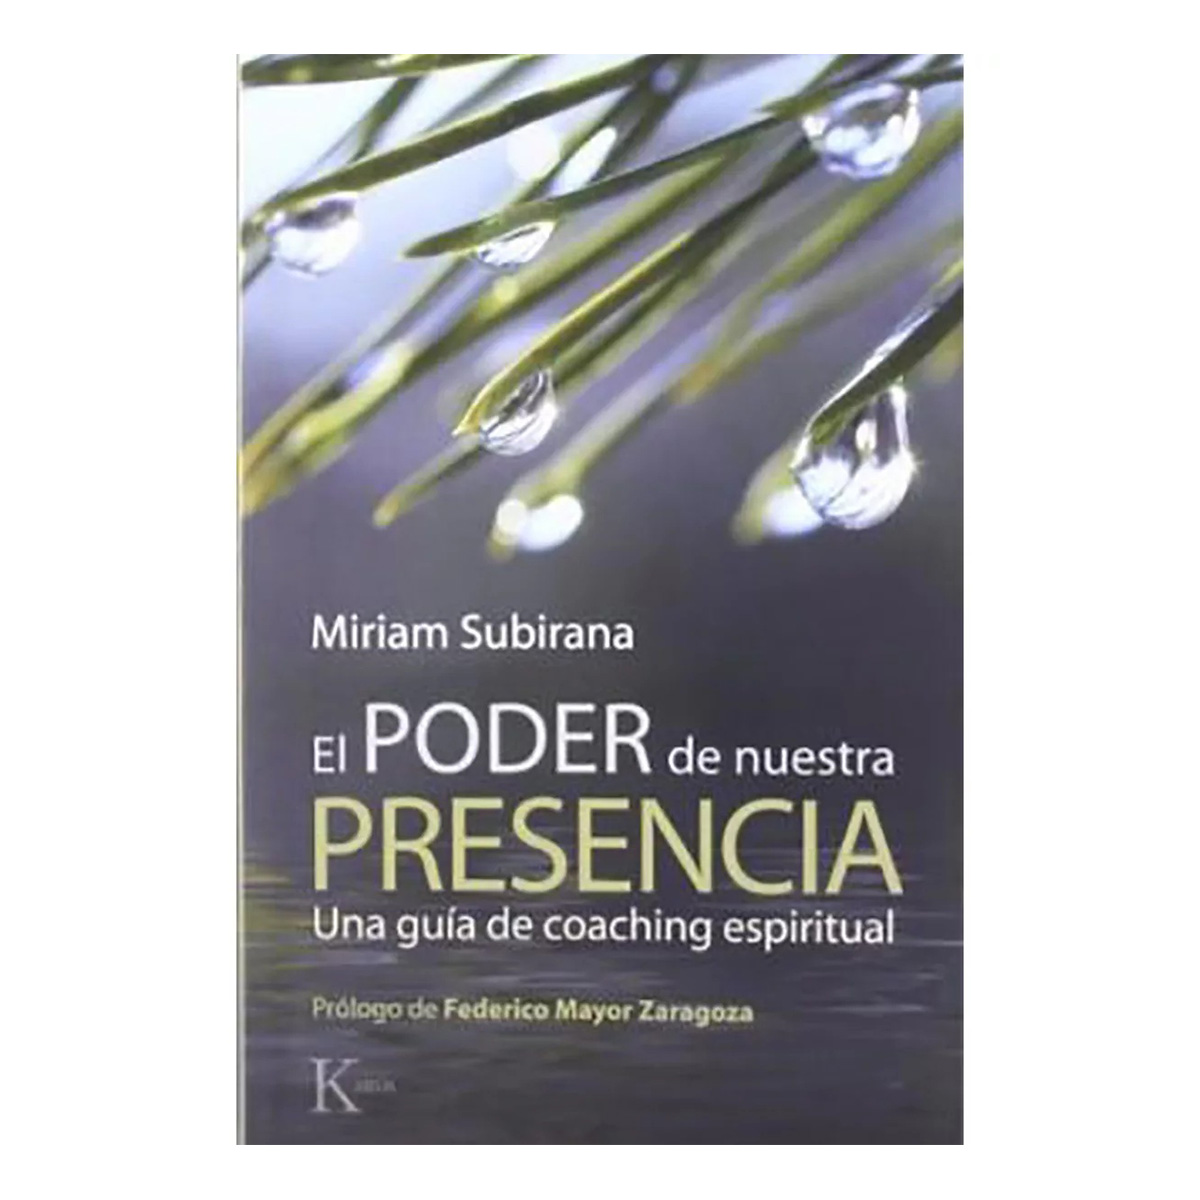 Miriam Subirana
El PODER de nuestra
PRESENCIA
Una guía de coaching espiritual
Prólogo de Federico Mayor Zaragoza
K